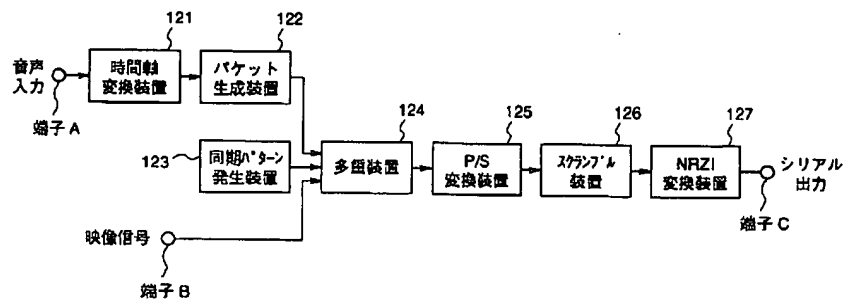 121
122
音声
入力
端子A
時間軸
変換装置
パケット
生成装置
123
同期パターン
発生装置
124
多重装置
125
P/S
変換装置
126
スクランブル
装置
127
NRZI
変換装置
シリアル
出力
端子C
映像信号
端子B